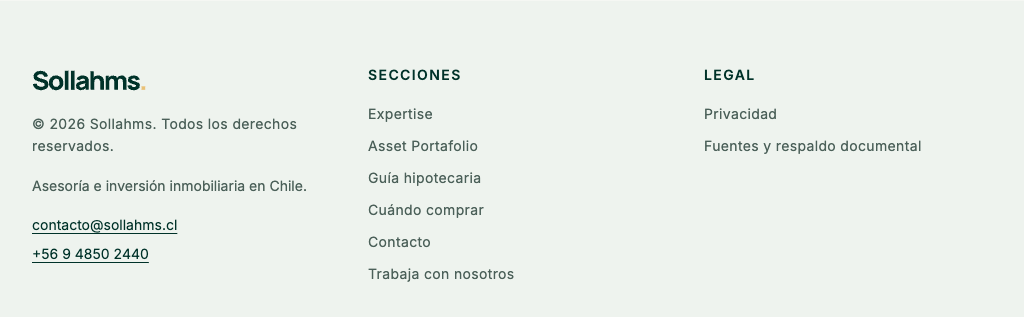 Sollahms.
© 2026 Sollahms. Todos los derechos
reservados.
Asesoría e inversión inmobiliaria en Chile.
contacto@sollahms.cl
+56 9 4850 2440
SECCIONES
Expertise
Asset Portafolio
Guía hipotecaria
Cuándo comprar
Contacto
Trabaja con nosotros
LEGAL
Privacidad
Fuentes y respaldo documental